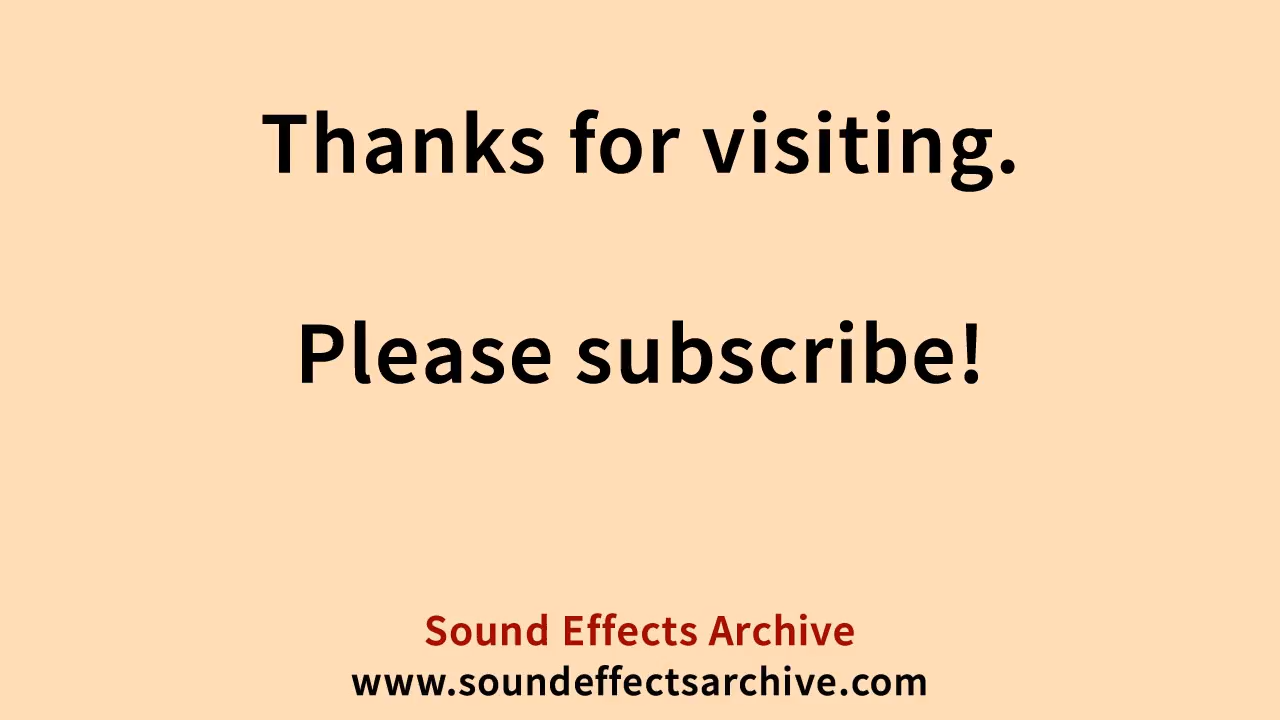 Thanks for visiting.
Please subscribe!
Sound Effects Archive
www.soundeffectsarchive.com